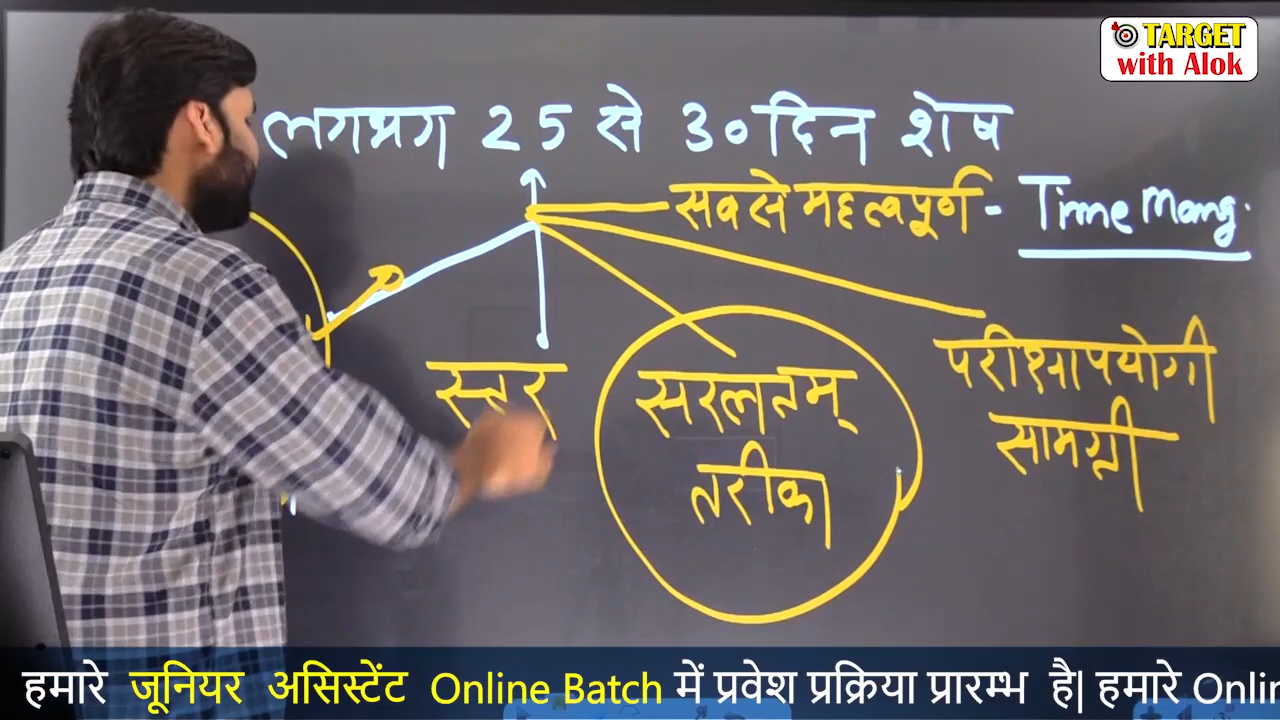 TARGET
with Alok
लगभग 25 से 30 दिन शेष
सबसे महत्वपूर्ण - Time Mang.
स्तर
सरलतम्
तरीका
परीक्षापयोगी
सामग्री
हमारे जूनियर असिस्टेंट Online Batch में प्रवेश प्रक्रिया प्रारम्भ है| हमारे Onlin